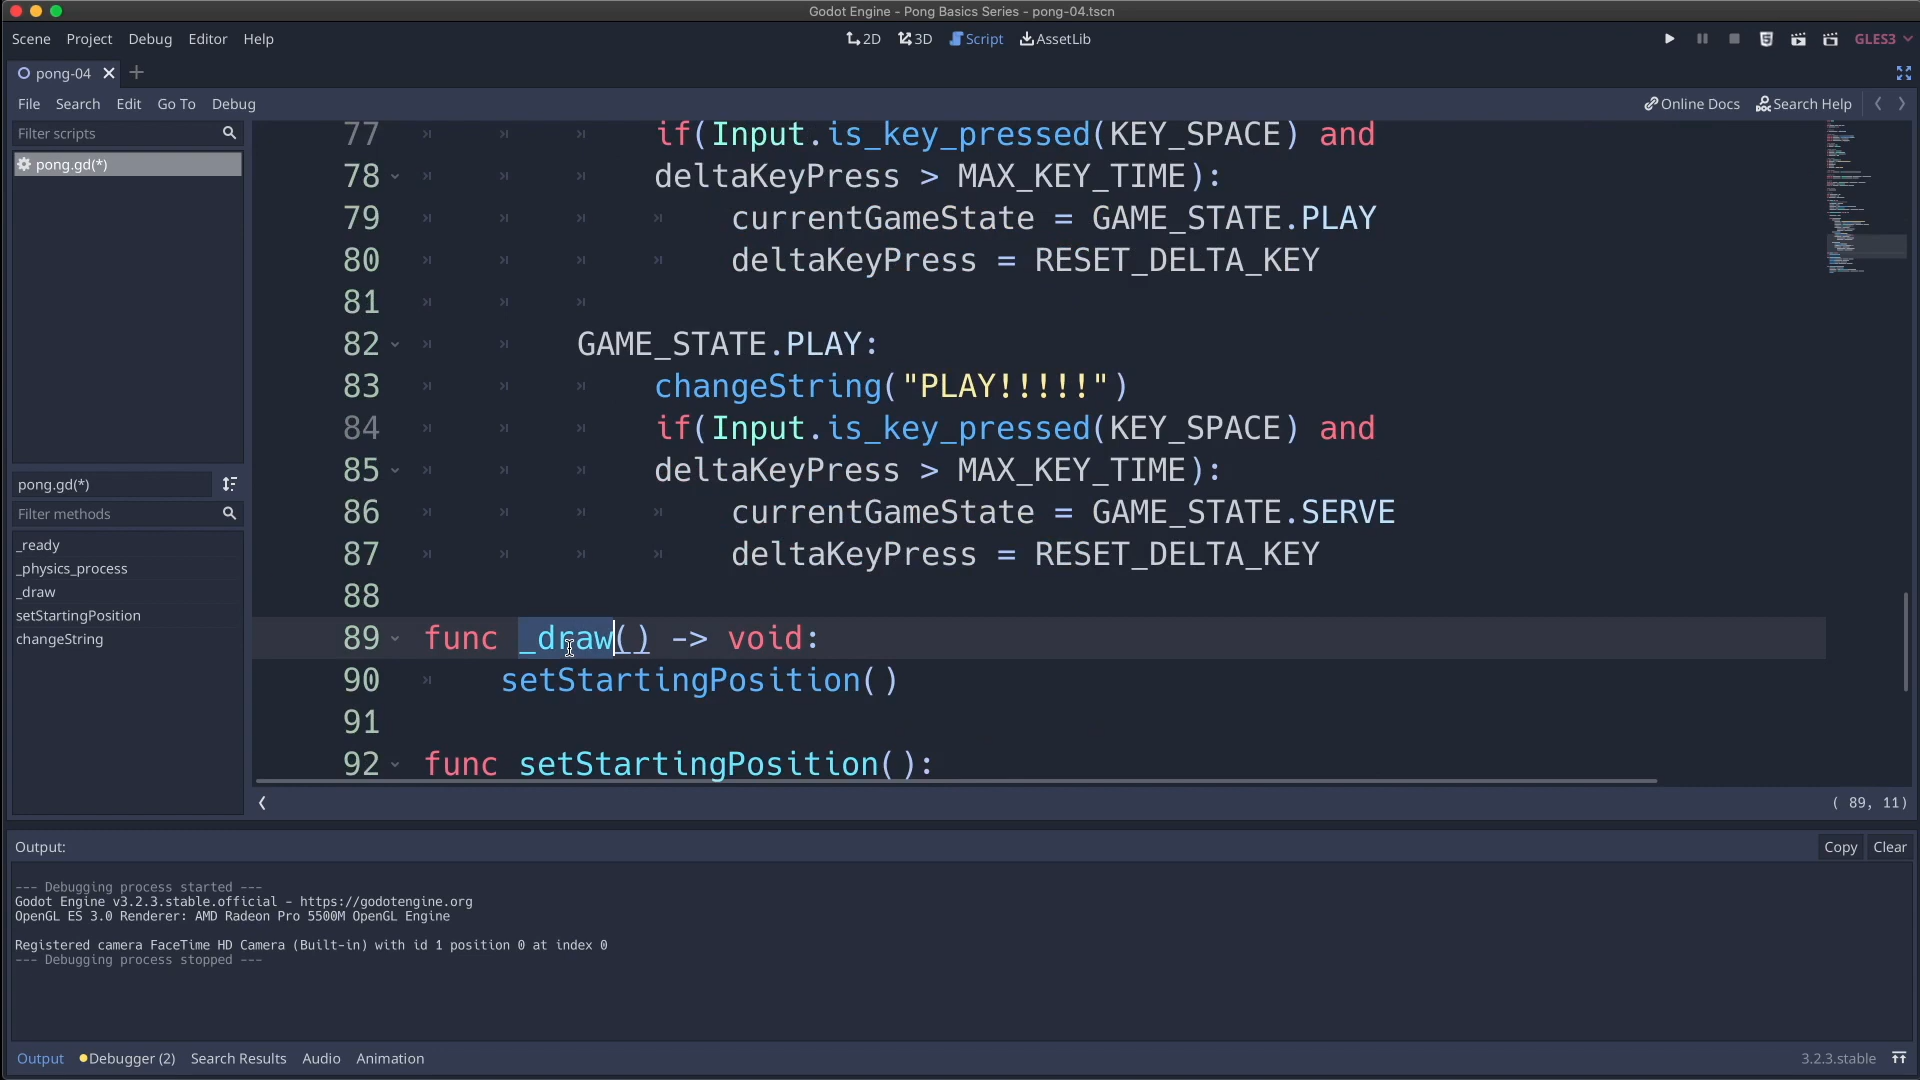 Godot Engine - Pong Basics Series - pong-04.tscn
Scene Project Debug Editor Help
2D 3D Script AssetLib
GLES3
pong-04
File Search Edit Go To Debug
Online Docs Search Help
Filter scripts
pong.gd(*)
pong.gd(*)
Filter methods
_ready
_physics_process
_draw
setStartingPosition
changeString
77 if(Input.is_key_pressed(KEY_SPACE) and
78 deltaKeyPress > MAX_KEY_TIME):
79 currentGameState = GAME_STATE.PLAY
80 deltaKeyPress = RESET_DELTA_KEY
81
82 GAME_STATE.PLAY:
83 changeString("PLAY!!!!!")
84 if(Input.is_key_pressed(KEY_SPACE) and
85 deltaKeyPress > MAX_KEY_TIME):
86 currentGameState = GAME_STATE.SERVE
87 deltaKeyPress = RESET_DELTA_KEY
88
89 func _draw() -> void:
90 setStartingPosition()
91
92 func setStartingPosition():
( 89, 11)
Output:
Copy Clear
--- Debugging process started ---
Godot Engine v3.2.3.stable.official - https://godotengine.org
OpenGL ES 3.0 Renderer: AMD Radeon Pro 5500M OpenGL Engine
Registered camera FaceTime HD Camera (Built-in) with id 1 position 0 at index 0
--- Debugging process stopped ---
Output Debugger (2) Search Results Audio Animation
3.2.3.stable